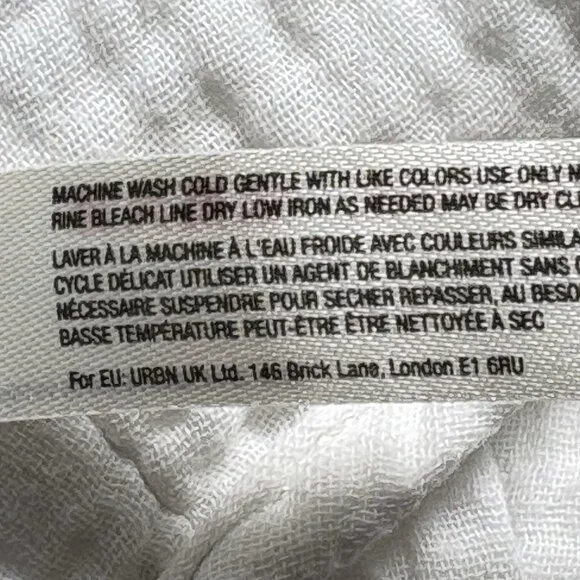 MACHINE WASH COLD GENTLE WITH LIKE COLORS USE ONLY N
RINE BLEACH LINE DRY LOW IRON AS NEEDED MAY BE DRY CLE
LAVER À LA MACHINE À L'EAU FROIDE AVEC COULEURS SIMILA
CYCLE DÉLICAT UTILISER UN AGENT DE BLANCHIMENT SANS
NÉCESSAIRE SUSPENDRE POUR SECHER REPASSER, AU BESO
BASSE TEMPÉRATURE PEUT-ÊTRE ÊTRE NETTOYÉE À SEC
For EU: URBN UK Ltd. 146 Brick Lane, London E1 6RU